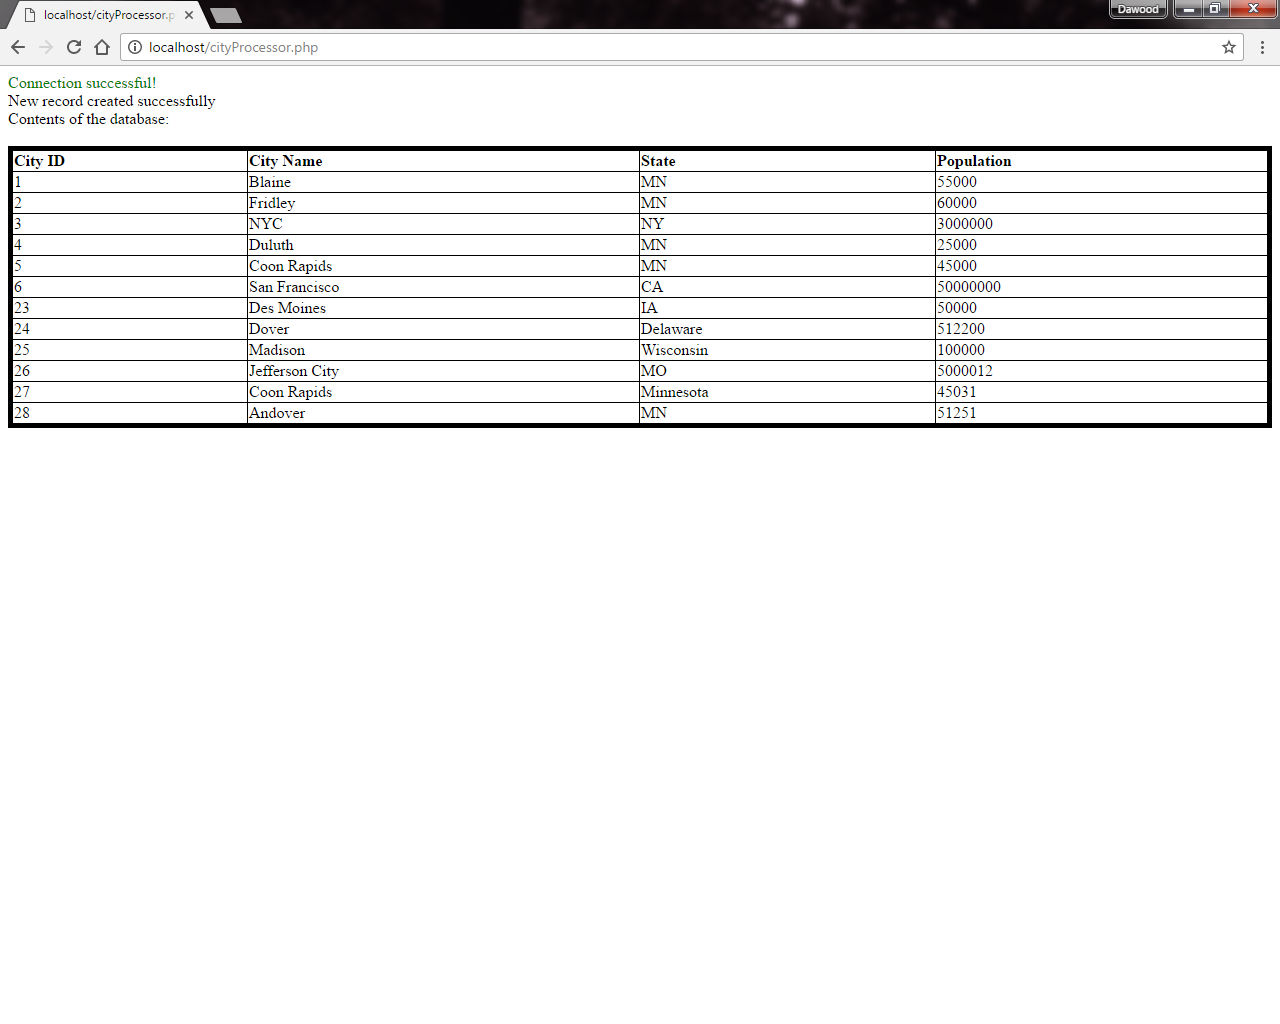 localhost/cityProcessor.p
Dawood
localhost/cityProcessor.php
Connection successful!
New record created successfully
Contents of the database:
City ID City Name State Population
1 Blaine MN 55000
2 Fridley MN 60000
3 NYC NY 3000000
4 Duluth MN 25000
5 Coon Rapids MN 45000
6 San Francisco CA 50000000
23 Des Moines IA 50000
24 Dover Delaware 512200
25 Madison Wisconsin 100000
26 Jefferson City MO 5000012
27 Coon Rapids Minnesota 45031
28 Andover MN 51251